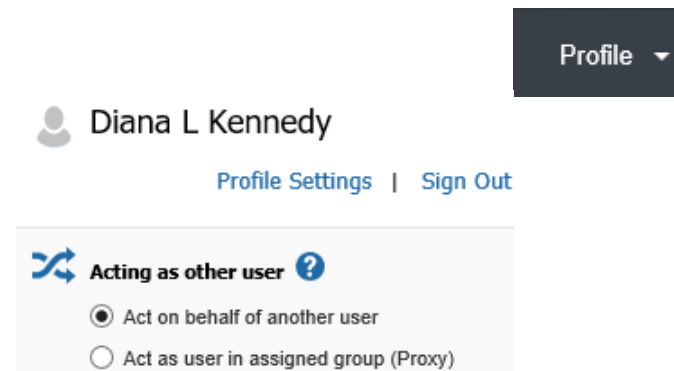 Profile
Diana L Kennedy
Profile Settings | Sign Out
Acting as other user ?
Act on behalf of another user
Act as user in assigned group (Proxy)